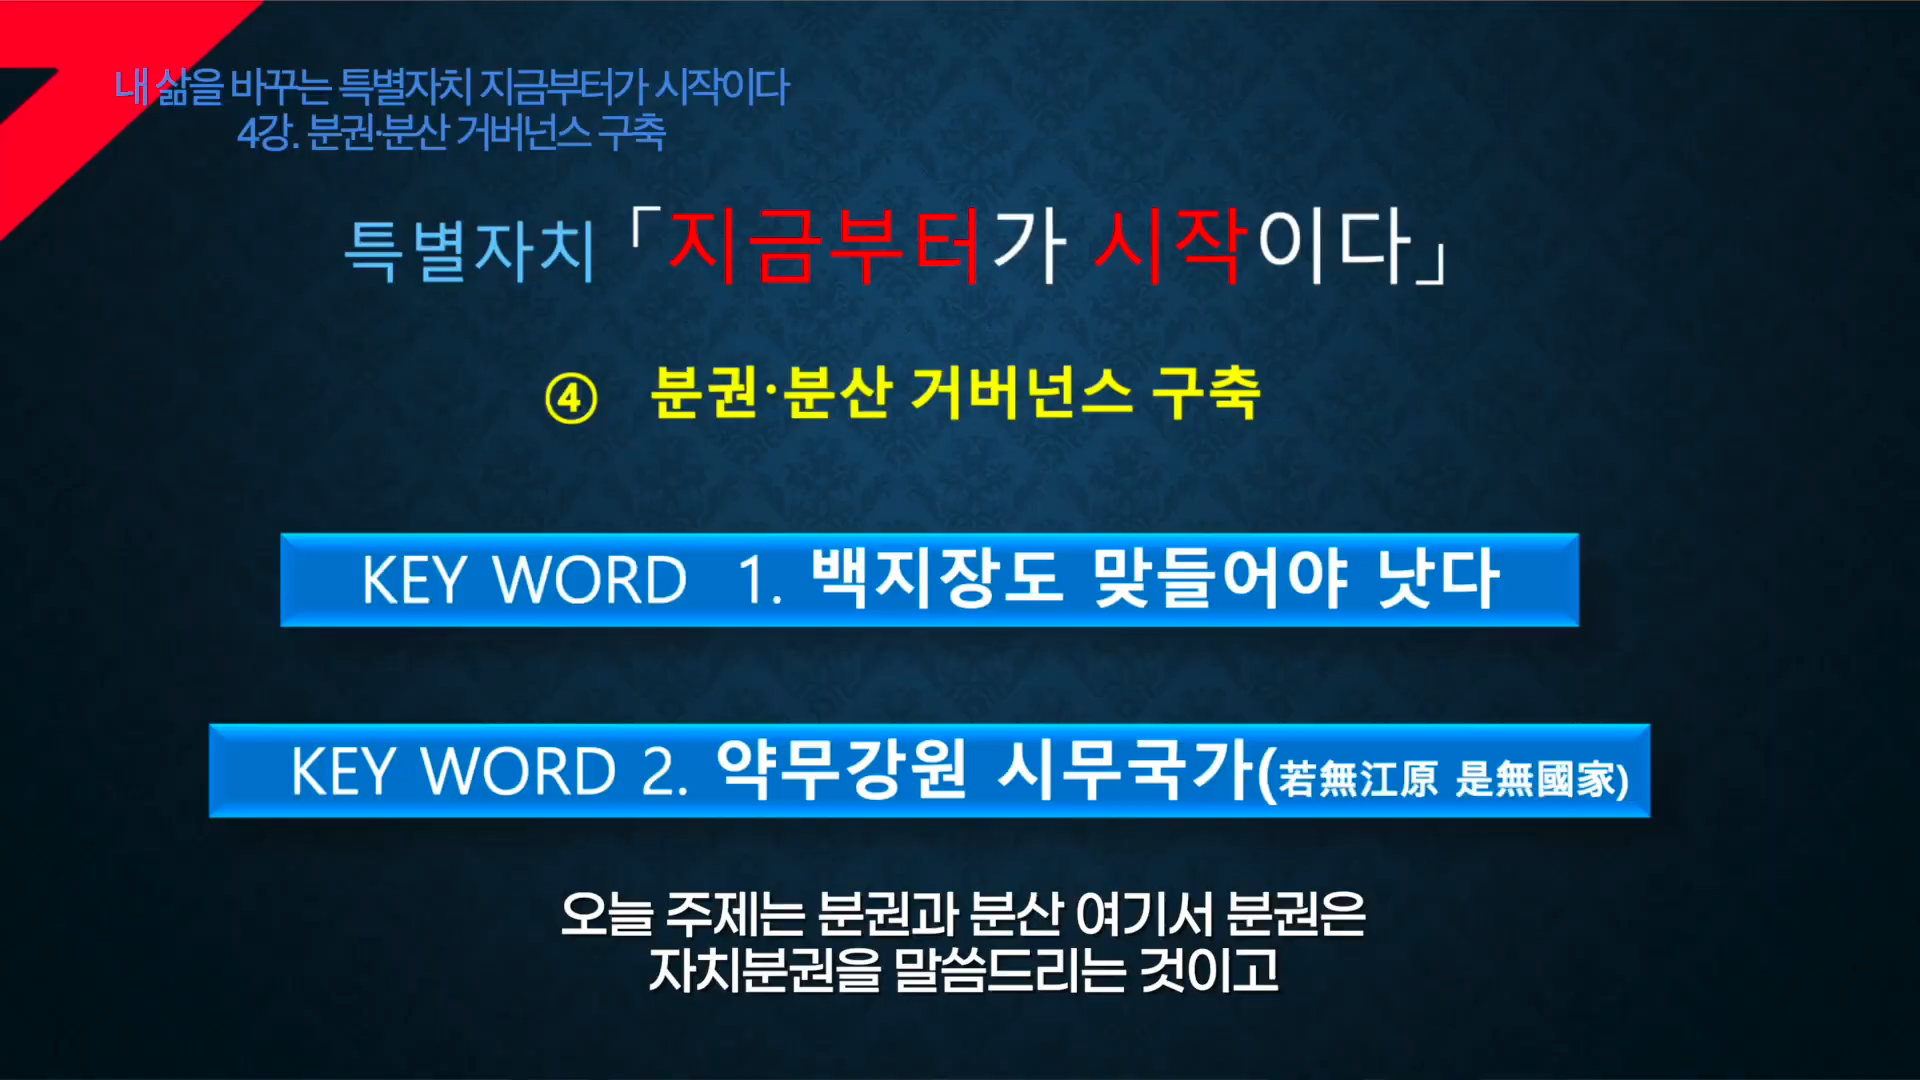 내 삶을 바꾸는 특별자치 지금부터가 시작이다
4강. 분권·분산 거버넌스 구축
특별자치 「지금부터가 시작이다」
④ 분권·분산 거버넌스 구축
KEY WORD 1. 백지장도 맞들어야 낫다
KEY WORD 2. 약무강원 시무국가(若無江原 是無國家)
오늘 주제는 분권과 분산 여기서 분권은
자치분권을 말씀드리는 것이고